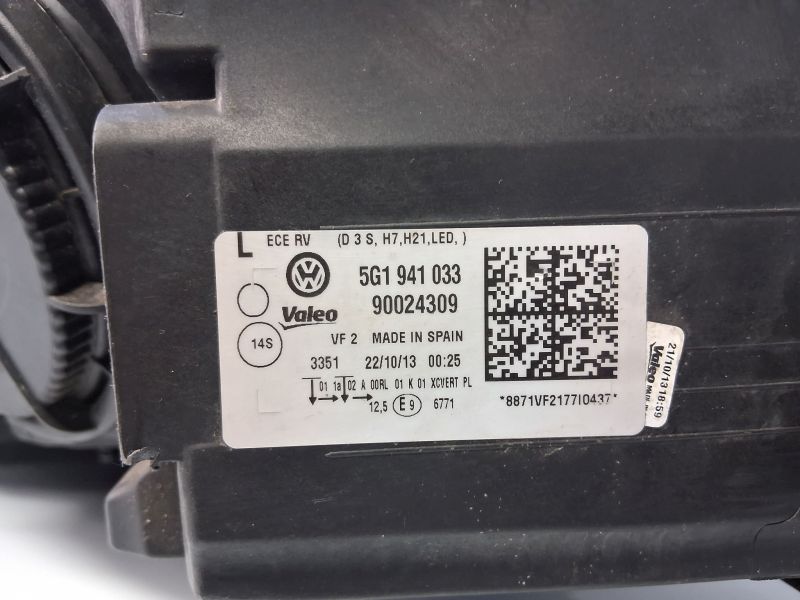 L ECE RV (D 3 S, H7,H21,LED, )
5G1 941 033
Valeo 90024309
14S
VF 2 MADE IN SPAIN
3351 22/10/13 00:25
01 1a 02 A 00RL 01 K 01 XCVERT PL
12,5 E 9 6771
*8871VF2177I0437*
21/10/13 18:59
Valeo